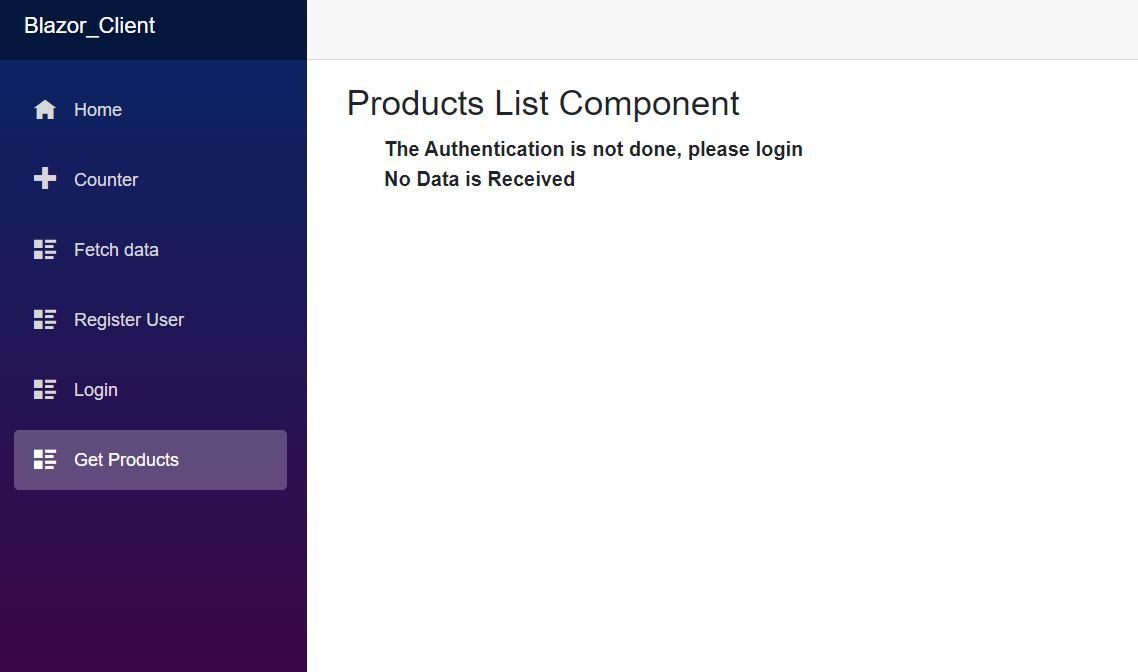 Blazor_Client
Home
Counter
Fetch data
Register User
Login
Get Products
Products List Component
The Authentication is not done, please login
No Data is Received